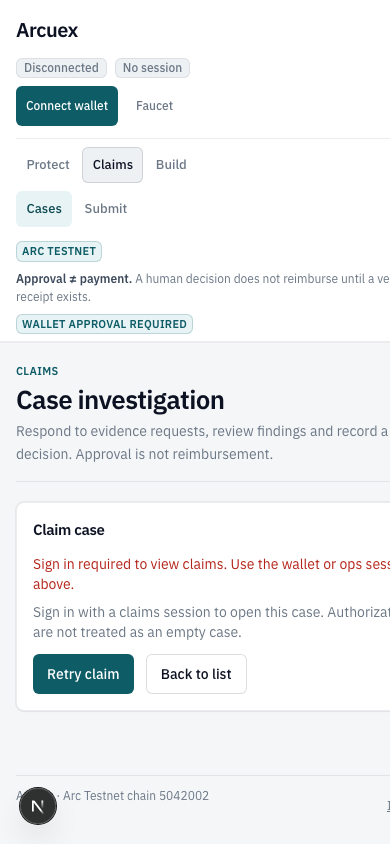 Arcuex
Disconnected No session
Connect wallet Faucet
Protect Claims Build
Cases Submit
ARC TESTNET
Approval ≠ payment. A human decision does not reimburse until a
receipt exists.
WALLET APPROVAL REQUIRED
CLAIMS
Case investigation
Respond to evidence requests, review findings and record a
decision. Approval is not reimbursement.
Claim case
Sign in required to view claims. Use the wallet or ops
above.
Sign in with a claims session to open this case.
are not treated as an empty case.
Retry claim Back to list
N · Arc Testnet chain 5042002